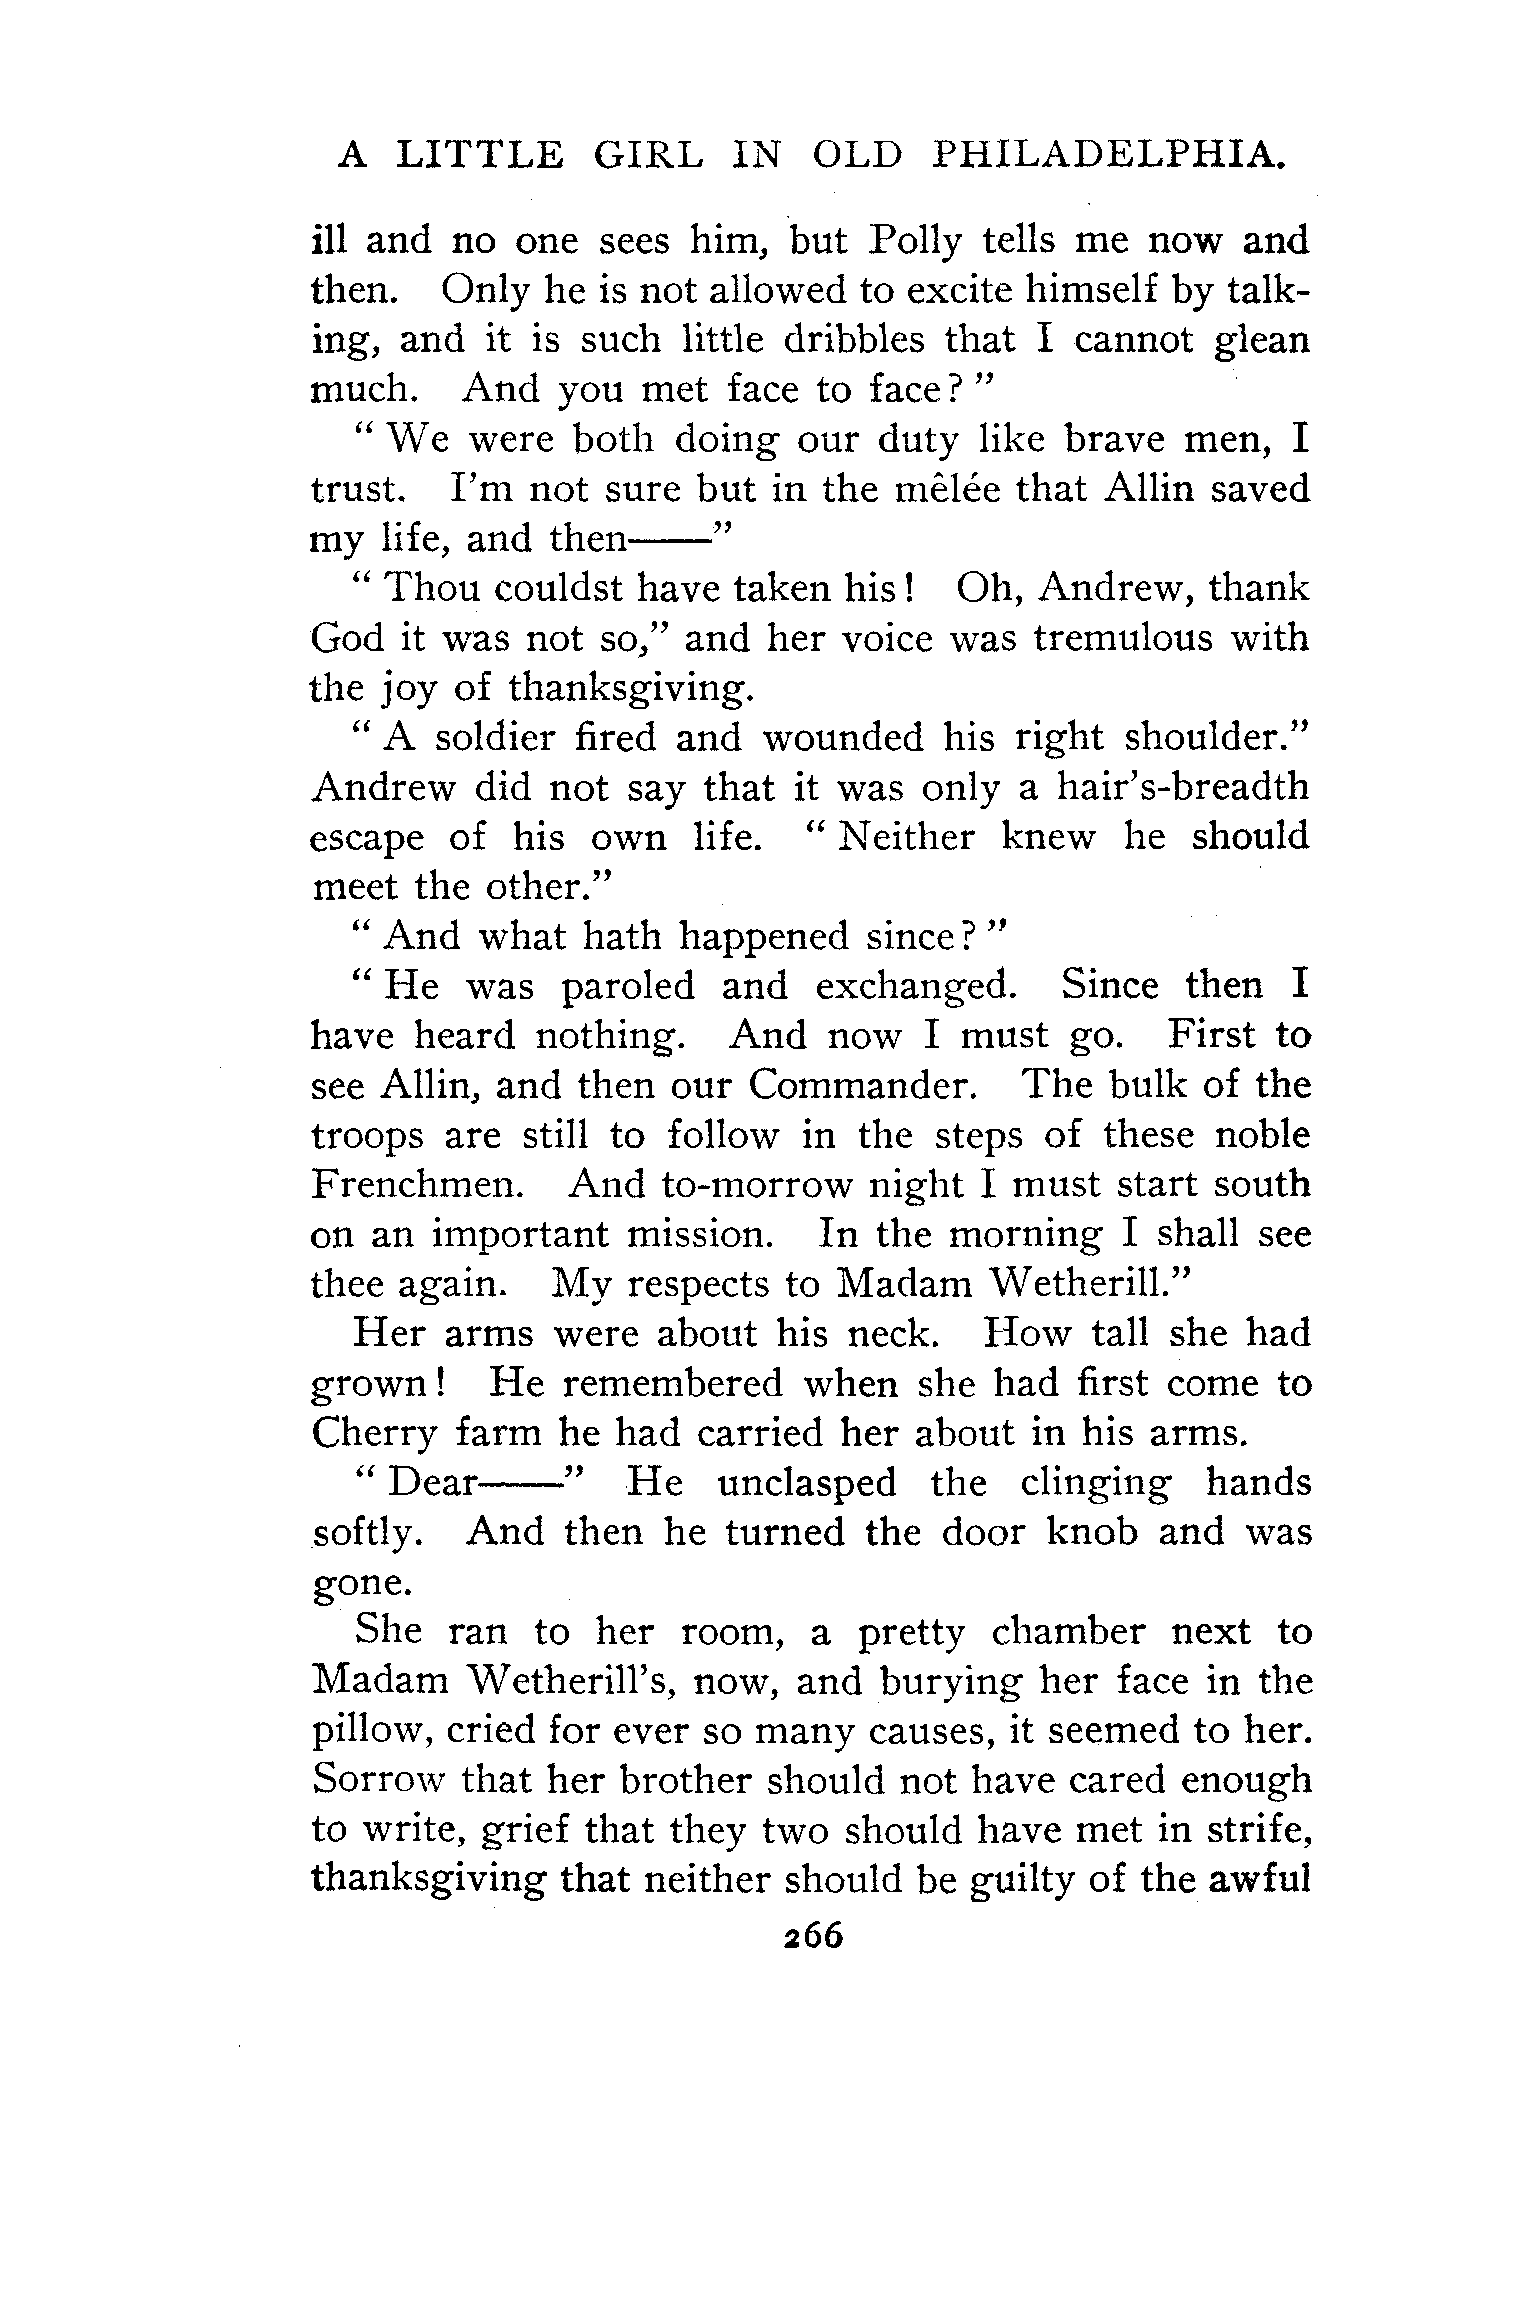 A LITTLE GIRL IN OLD PHILADELPHIA.
ill and no one sees him, but Polly tells me now and
then. Only he is not allowed to excite himself by talk-
ing, and it is such little dribbles that I cannot glean
much. And you met face to face?"
"We were both doing our duty like brave men, I
trust. I'm not sure but in the mêlée that Allin saved
my life, and then——"
"Thou couldst have taken his! Oh, Andrew, thank
God it was not so," and her voice was tremulous with
the joy of thanksgiving.
"A soldier fired and wounded his right shoulder."
Andrew did not say that it was only a hair's-breadth
escape of his own life. "Neither knew he should
meet the other."
"And what hath happened since?"
"He was paroled and exchanged. Since then I
have heard nothing. And now I must go. First to
see Allin, and then our Commander. The bulk of the
troops are still to follow in the steps of these noble
Frenchmen. And to-morrow night I must start south
on an important mission. In the morning I shall see
thee again. My respects to Madam Wetherill."
Her arms were about his neck. How tall she had
grown! He remembered when she had first come to
Cherry farm he had carried her about in his arms.
"Dear——" He unclasped the clinging hands
softly. And then he turned the door knob and was
gone.
She ran to her room, a pretty chamber next to
Madam Wetherill's, now, and burying her face in the
pillow, cried for ever so many causes, it seemed to her.
Sorrow that her brother should not have cared enough
to write, grief that they two should have met in strife,
thanksgiving that neither should be guilty of the awful
266